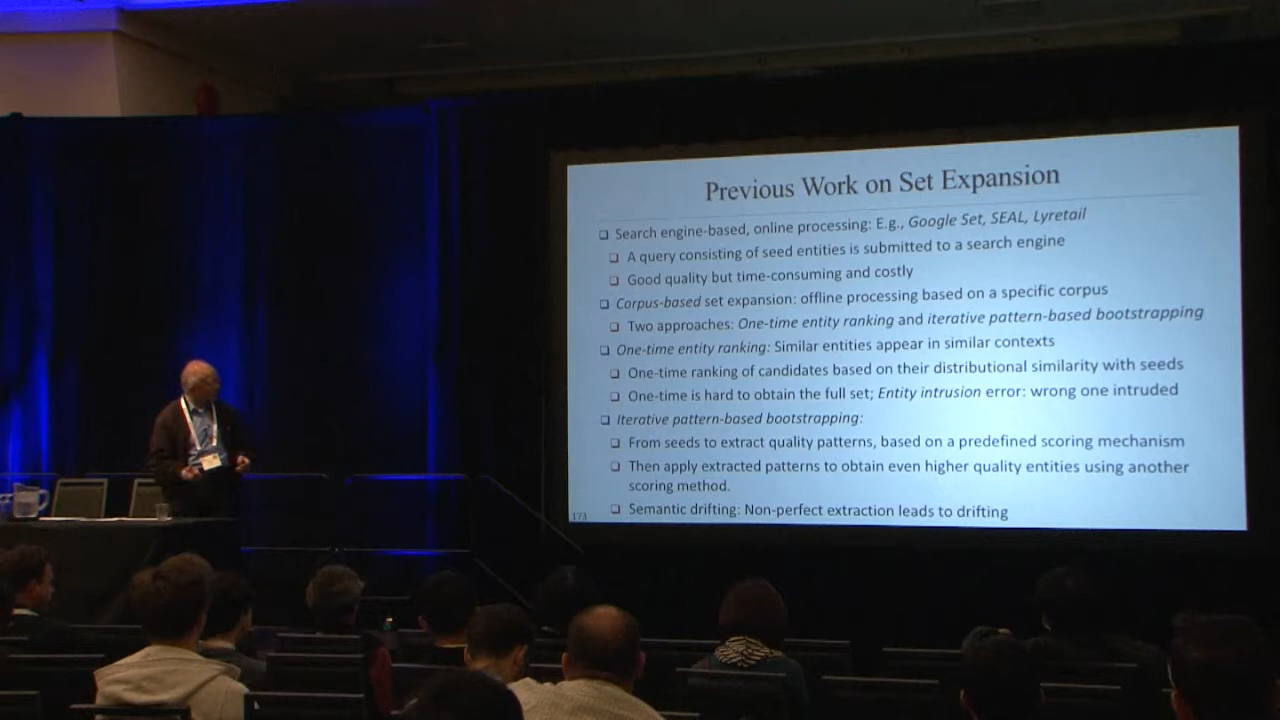 Previous Work on Set Expansion
❑ Search engine-based, online processing: E.g., Google Set, SEAL, Lyretail
❑ A query consisting of seed entities is submitted to a search engine
❑ Good quality but time-consuming and costly
❑ Corpus-based set expansion: offline processing based on a specific corpus
❑ Two approaches: One-time entity ranking and iterative pattern-based bootstrapping
❑ One-time entity ranking: Similar entities appear in similar contexts
❑ One-time ranking of candidates based on their distributional similarity with seeds
❑ One-time is hard to obtain the full set; Entity intrusion error: wrong one intruded
❑ Iterative pattern-based bootstrapping:
❑ From seeds to extract quality patterns, based on a predefined scoring mechanism
❑ Then apply extracted patterns to obtain even higher quality entities using another
scoring method.
❑ Semantic drifting: Non-perfect extraction leads to drifting
173